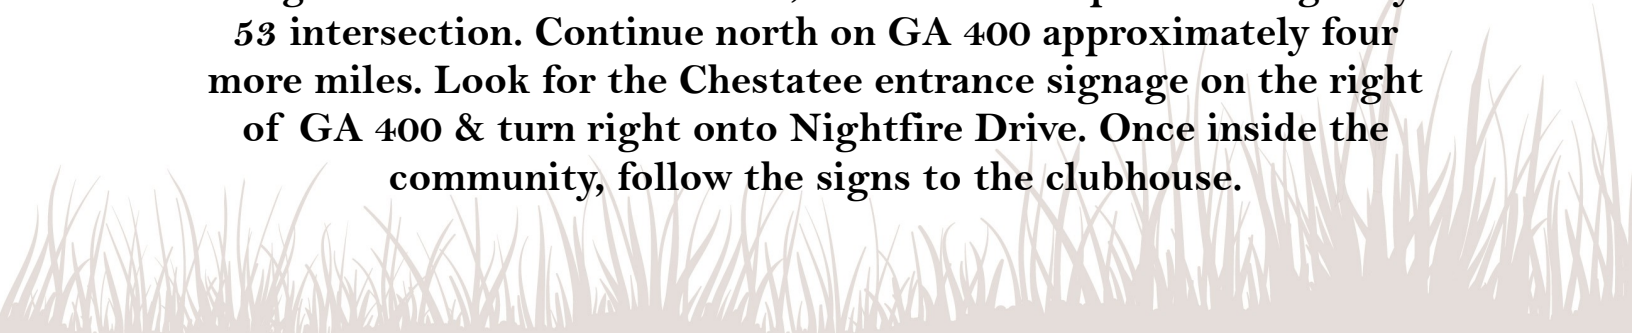 53 intersection. Continue north on GA 400 approximately four
more miles. Look for the Chestatee entrance signage on the right
of GA 400 & turn right onto Nightfire Drive. Once inside the
community, follow the signs to the clubhouse.